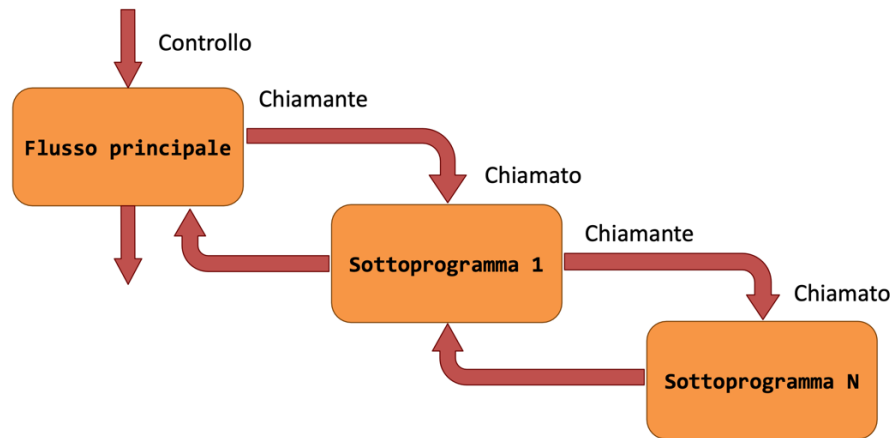 Controllo
Chiamante
Flusso principale
Chiamato
Chiamante
Sottoprogramma 1
Chiamato
Sottoprogramma N